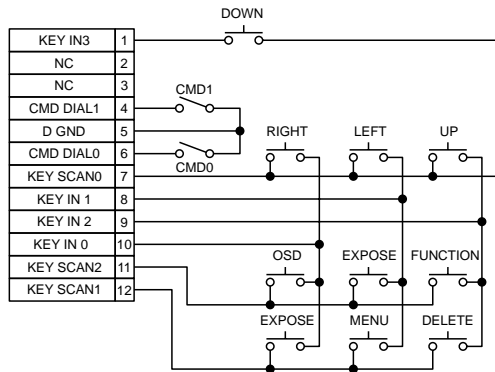 DOWN
KEY IN3 1
NC 2
NC 3
CMD DIAL1 4
D GND 5
CMD DIAL0 6
KEY SCAN0 7
KEY IN 1 8
KEY IN 2 9
KEY IN 0 10
KEY SCAN2 11
KEY SCAN1 12
CMD1
CMD0
RIGHT LEFT UP
OSD EXPOSE FUNCTION
EXPOSE MENU DELETE